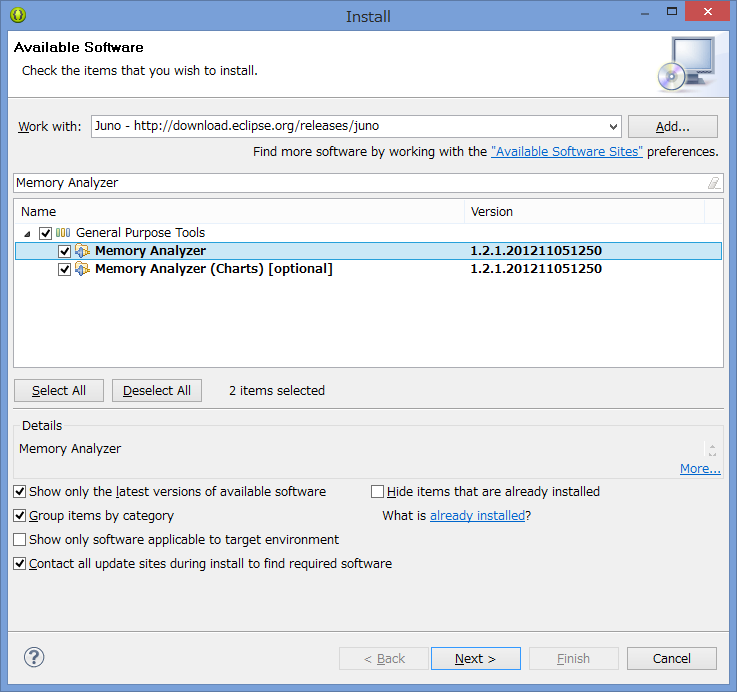 Install
Available Software
Check the items that you wish to install.
Work with: Juno - http://download.eclipse.org/releases/juno Add...
Find more software by working with the "Available Software Sites" preferences.
Memory Analyzer
Name Version
General Purpose Tools
Memory Analyzer 1.2.1.201211051250
Memory Analyzer (Charts) [optional] 1.2.1.201211051250
Select All Deselect All 2 items selected
Details
Memory Analyzer
More...
Show only the latest versions of available software Hide items that are already installed
Group items by category What is already installed?
Show only software applicable to target environment
Contact all update sites during install to find required software
? < Back Next > Finish Cancel